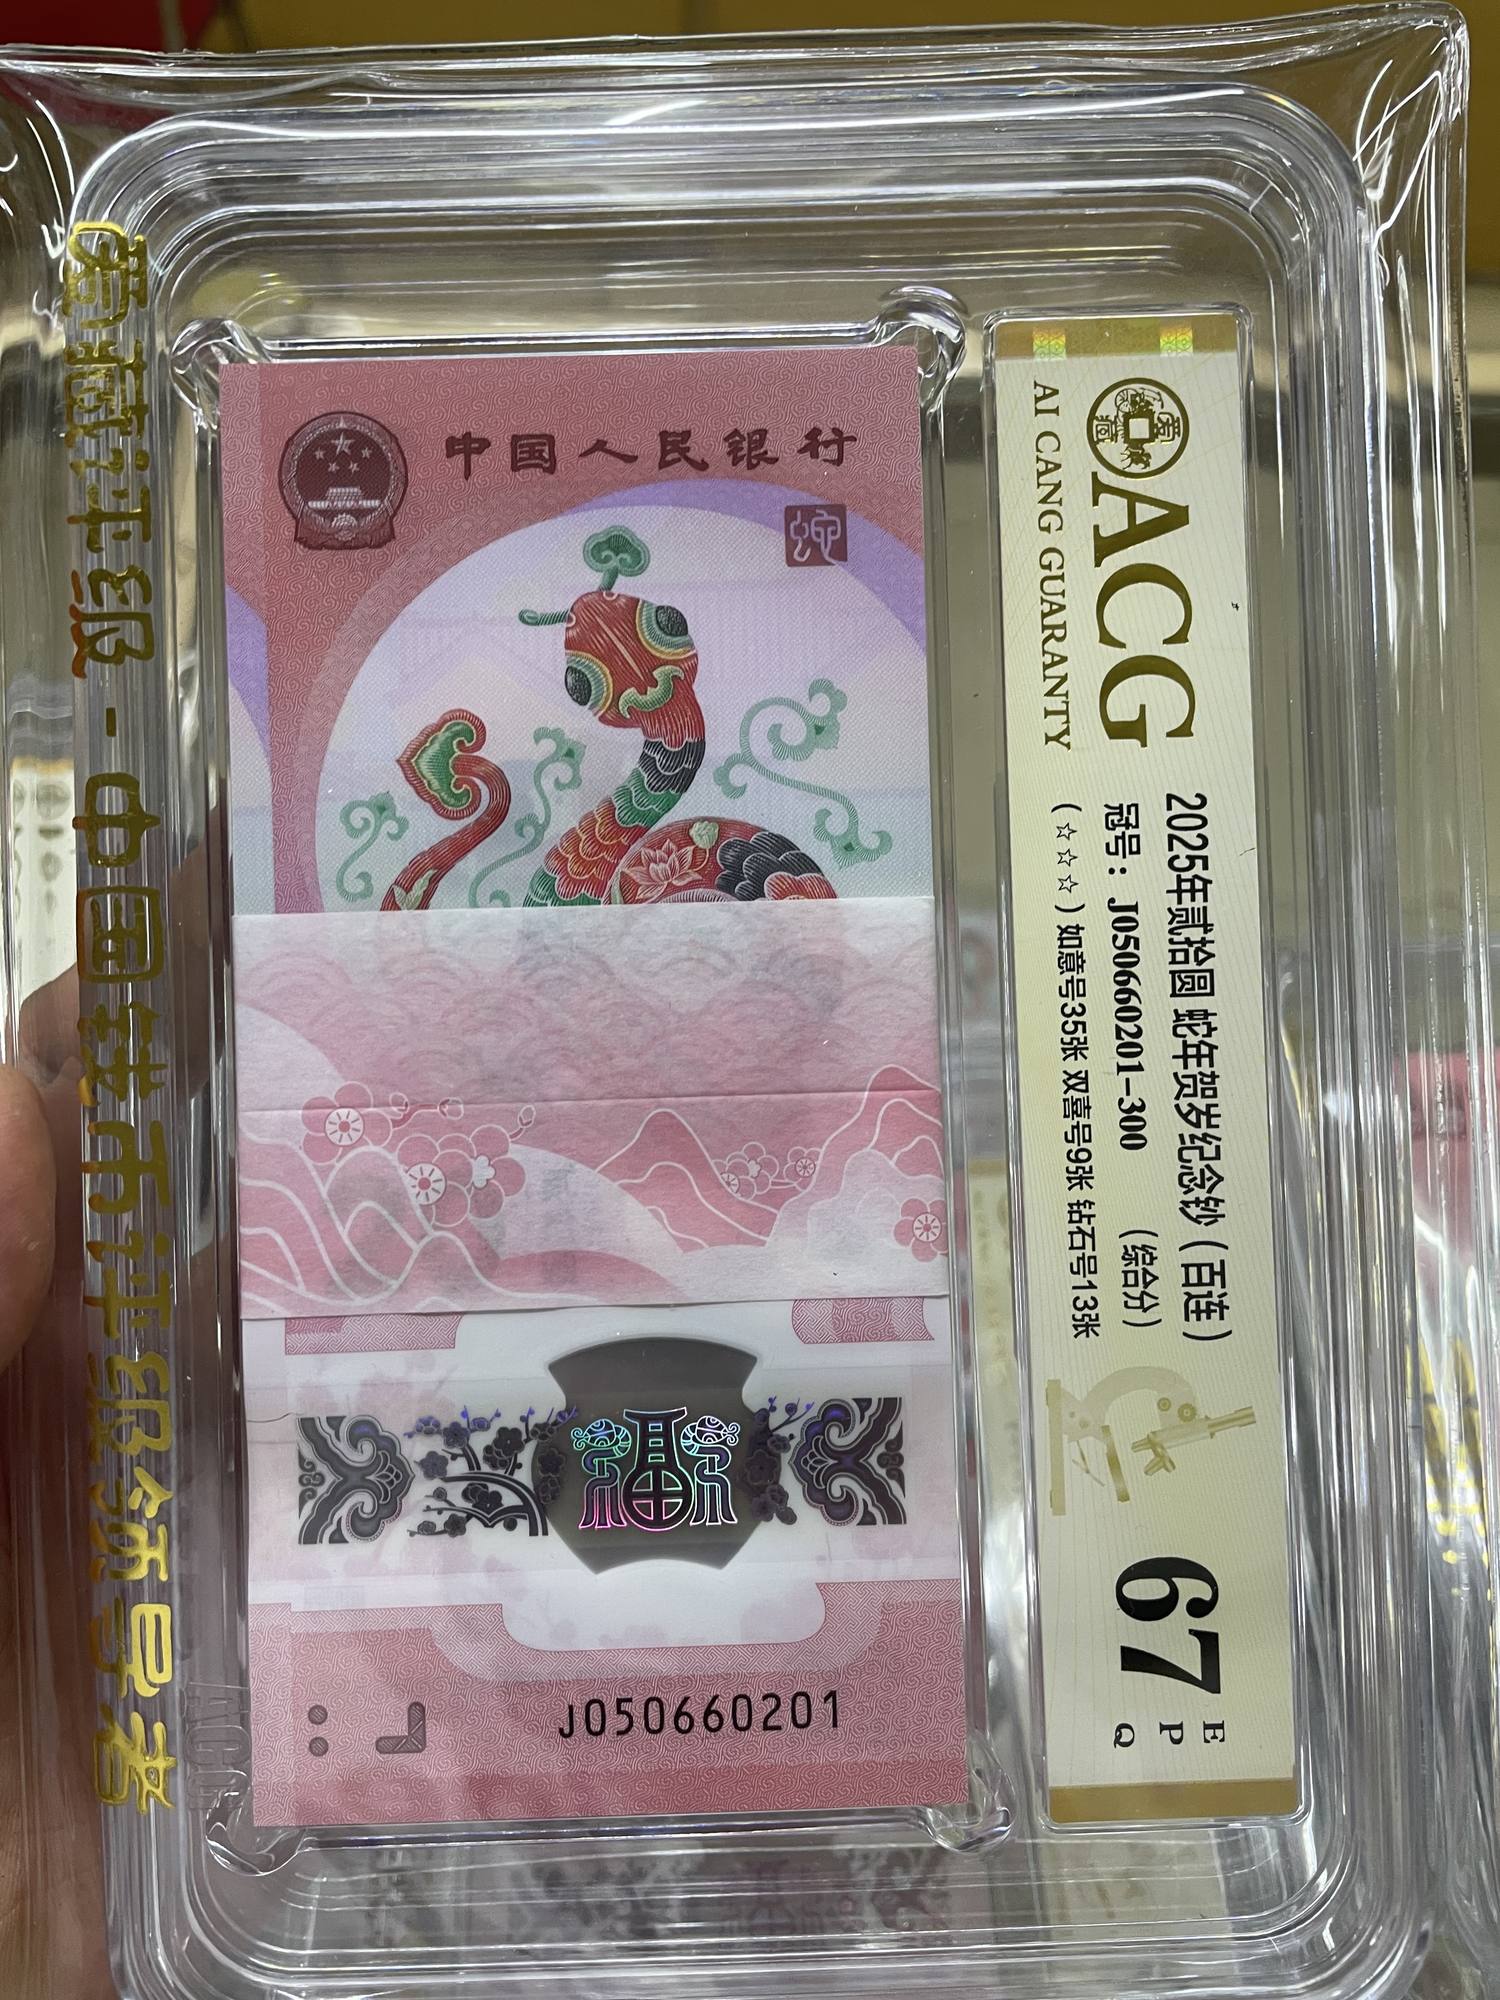 爱藏评级-中国钱币评级领导者
中国人民银行
蛇
福
J050660201
ACG
AI CANG GUARANTY
2025年贰拾圆 蛇年贺岁纪念钞(百连)
冠号: J050660201-300 (综合分)
(☆☆☆) 如意号35张 双喜号9张 钻石号13张
67
E
P
Q
ACG